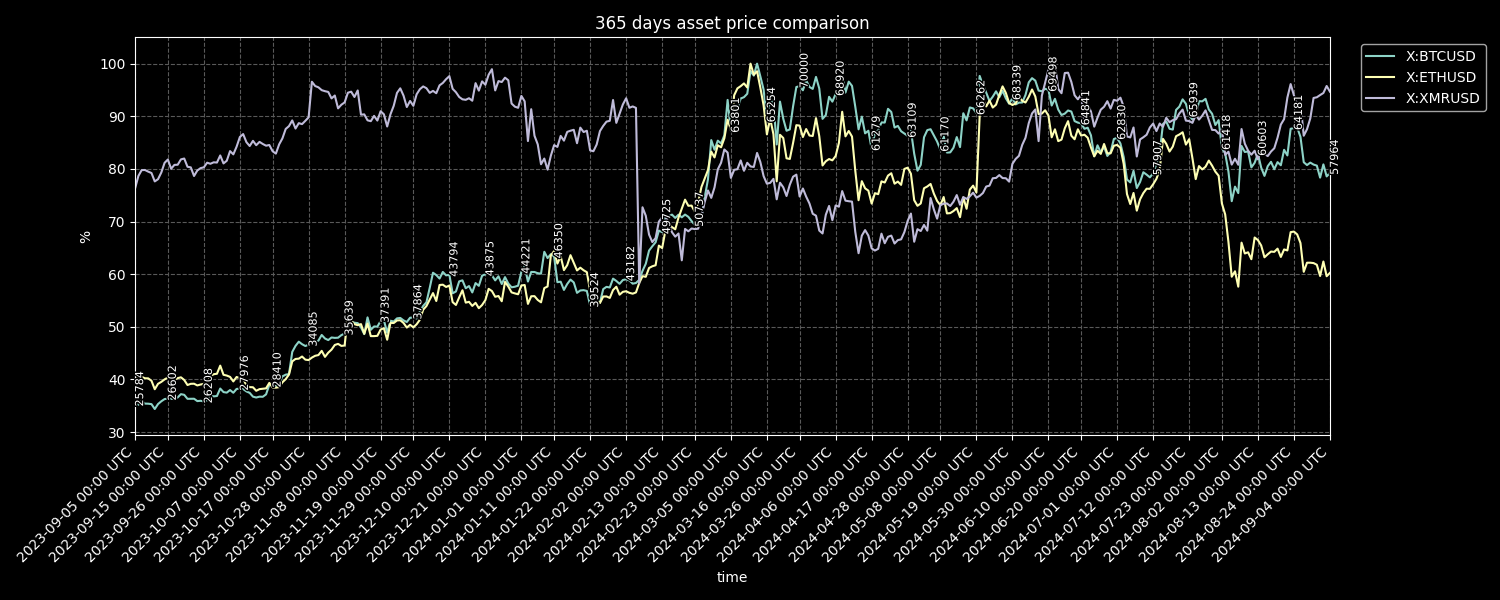 365 days asset price comparison
X:BTCUSD
X:ETHUSD
X:XMRUSD
100
90
80
70
60
50
40
30
%
25784
26602
26208
27976
28410
34085
35639
37391
37864
43794
43875
44221
46350
39524
43182
49725
50737
63801
65254
70000
68920
61279
63109
61170
66262
68339
69498
64841
62830
57907
65939
61418
60603
64181
57964
2023-09-05 00:00 UTC
2023-09-15 00:00 UTC
2023-09-26 00:00 UTC
2023-10-07 00:00 UTC
2023-10-17 00:00 UTC
2023-10-28 00:00 UTC
2023-11-08 00:00 UTC
2023-11-19 00:00 UTC
2023-11-29 00:00 UTC
2023-12-10 00:00 UTC
2023-12-21 00:00 UTC
2024-01-01 00:00 UTC
2024-01-11 00:00 UTC
2024-01-22 00:00 UTC
2024-02-02 00:00 UTC
2024-02-13 00:00 UTC
2024-02-23 00:00 UTC
2024-03-05 00:00 UTC
2024-03-16 00:00 UTC
2024-03-26 00:00 UTC
2024-04-06 00:00 UTC
2024-04-17 00:00 UTC
2024-04-28 00:00 UTC
2024-05-08 00:00 UTC
2024-05-19 00:00 UTC
2024-05-30 00:00 UTC
2024-06-10 00:00 UTC
2024-06-20 00:00 UTC
2024-07-01 00:00 UTC
2024-07-12 00:00 UTC
2024-07-23 00:00 UTC
2024-08-02 00:00 UTC
2024-08-13 00:00 UTC
2024-08-24 00:00 UTC
2024-09-04 00:00 UTC
time